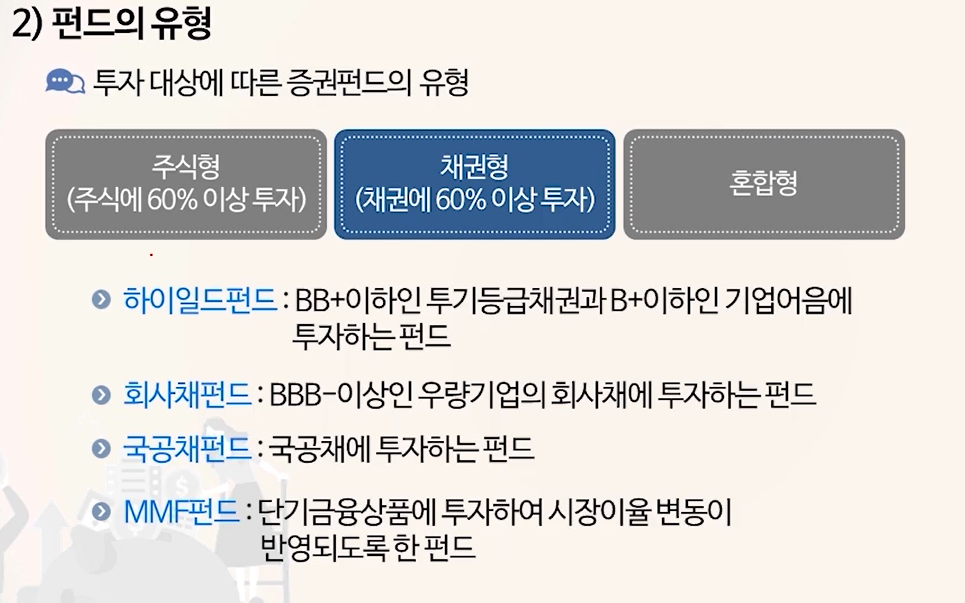 2) 펀드의 유형
투자 대상에 따른 증권펀드의 유형
주식형
(주식에 60% 이상 투자)
채권형
(채권에 60% 이상 투자)
혼합형
하이일드펀드 : BB+이하인 투기등급채권과 B+이하인 기업어음에
투자하는 펀드
회사채펀드 : BBB-이상인 우량기업의 회사채에 투자하는 펀드
국공채펀드 : 국공채에 투자하는 펀드
MMF펀드 : 단기금융상품에 투자하여 시장이율 변동이
반영되도록 한 펀드